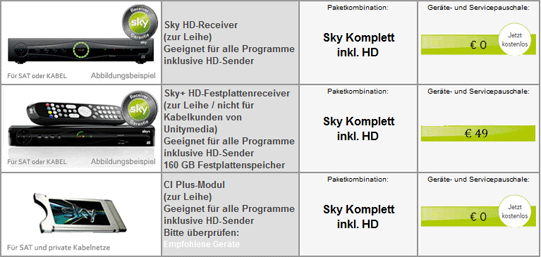 Receiver Garantie
sky
Für SAT oder KABEL
Abbildungsbeispiel
Sky HD-Receiver
(zur Leihe)
Geeignet für alle Programme
inklusive HD-Sender
Paketkombination:
Sky Komplett
inkl. HD
Geräte- und Servicepauschale:
€ 0
Jetzt
kostenlos
Receiver Garantie
sky
Für SAT oder KABEL
Abbildungsbeispiel
Sky+ HD-Festplattenreceiver
(zur Leihe / nicht für
Kabelkunden von
Unitymedia)
Geeignet für alle Programme
inklusive HD-Sender
160 GB Festplattenspeicher
Paketkombination:
Sky Komplett
inkl. HD
Geräte- und Servicepauschale:
€ 49
Für SAT und private Kabelnetze
CI Plus-Modul
(zur Leihe)
Geeignet für alle Programme
inklusive HD-Sender
Bitte überprüfen:
Empfohlene Geräte
Paketkombination:
Sky Komplett
inkl. HD
Geräte- und Servicepauschale:
€ 0
Jetzt
kostenlos